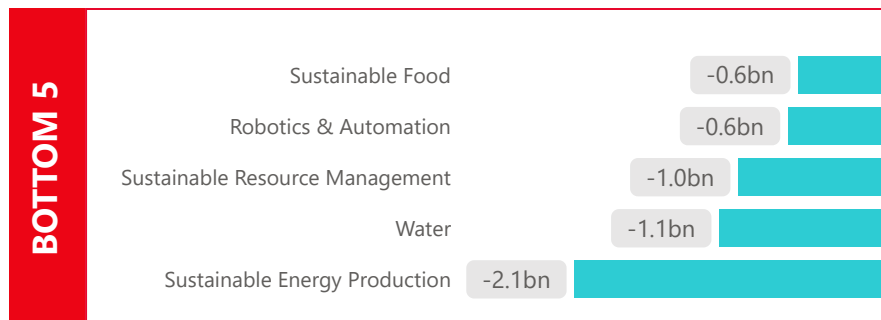 BOTTOM 5
Sustainable Food -0.6bn
Robotics & Automation -0.6bn
Sustainable Resource Management -1.0bn
Water -1.1bn
Sustainable Energy Production -2.1bn